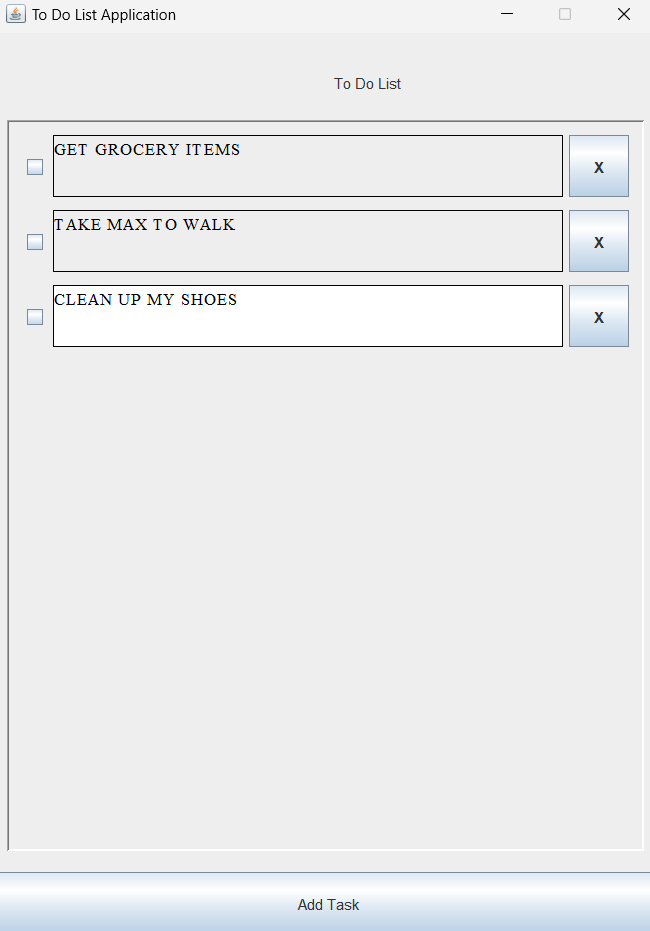 To Do List Application
To Do List
GET GROCERY ITEMS
X
TAKE MAX TO WALK
X
CLEAN UP MY SHOES
X
Add Task